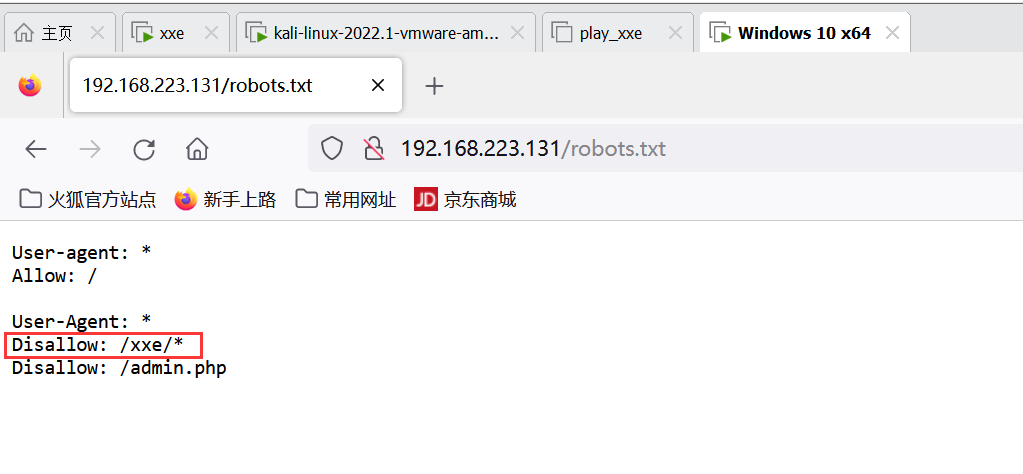 主页 xxe kali-linux-2022.1-vmware-am... play_xxe Windows 10 x64
192.168.223.131/robots.txt
192.168.223.131/robots.txt
火狐官方站点 新手上路 常用网址 JD 京东商城
User-agent: *
Allow: /
User-Agent: *
Disallow: /xxe/*
Disallow: /admin.php